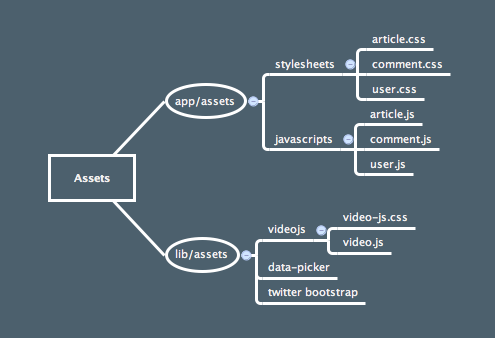 Assets
app/assets
stylesheets
article.css
comment.css
user.css
javascripts
article.js
comment.js
user.js
lib/assets
videojs
video-js.css
video.js
data-picker
twitter bootstrap